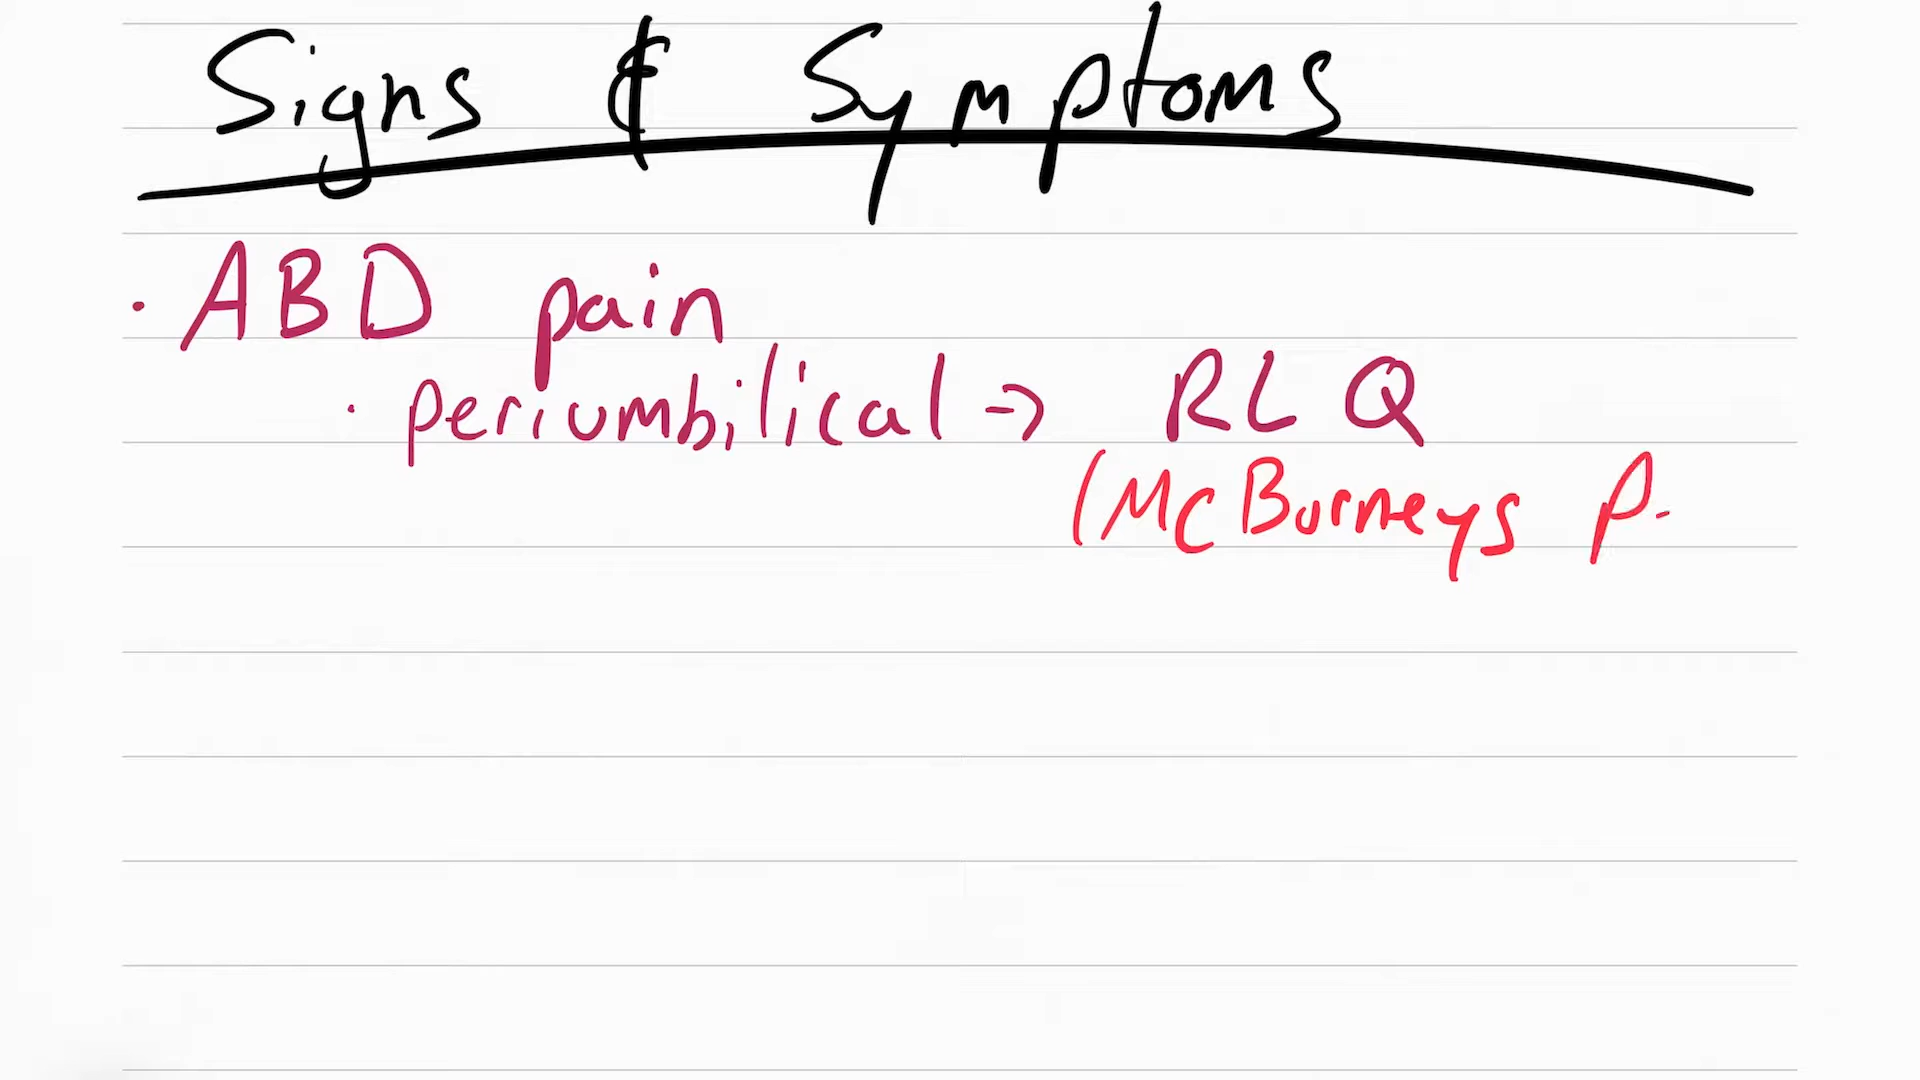 Signs & Symptoms
· ABD pain
· periumbilical → RLQ
(McBurneys p.